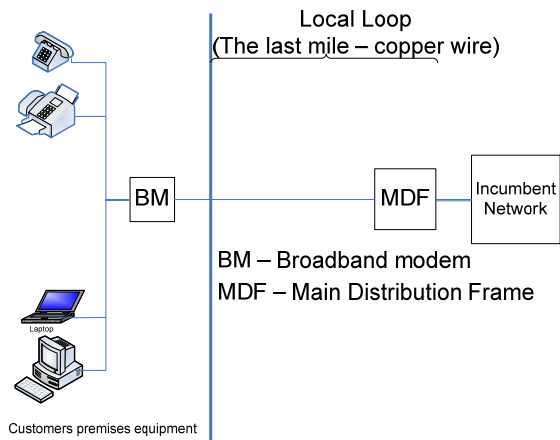 Local Loop
(The last mile – copper wire)
BM
MDF
Incumbent
Network
BM – Broadband modem
MDF – Main Distribution Frame
Laptop
Customers premises equipment